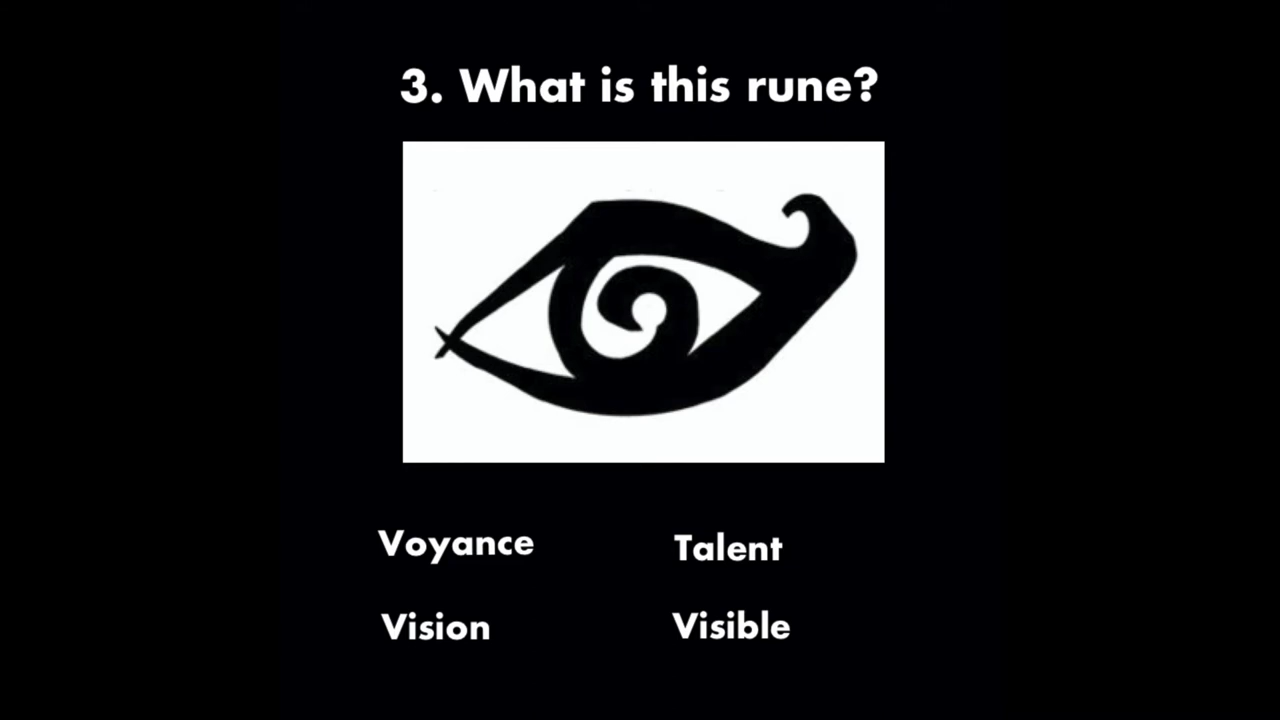 3. What is this rune?
Voyance
Talent
Vision
Visible